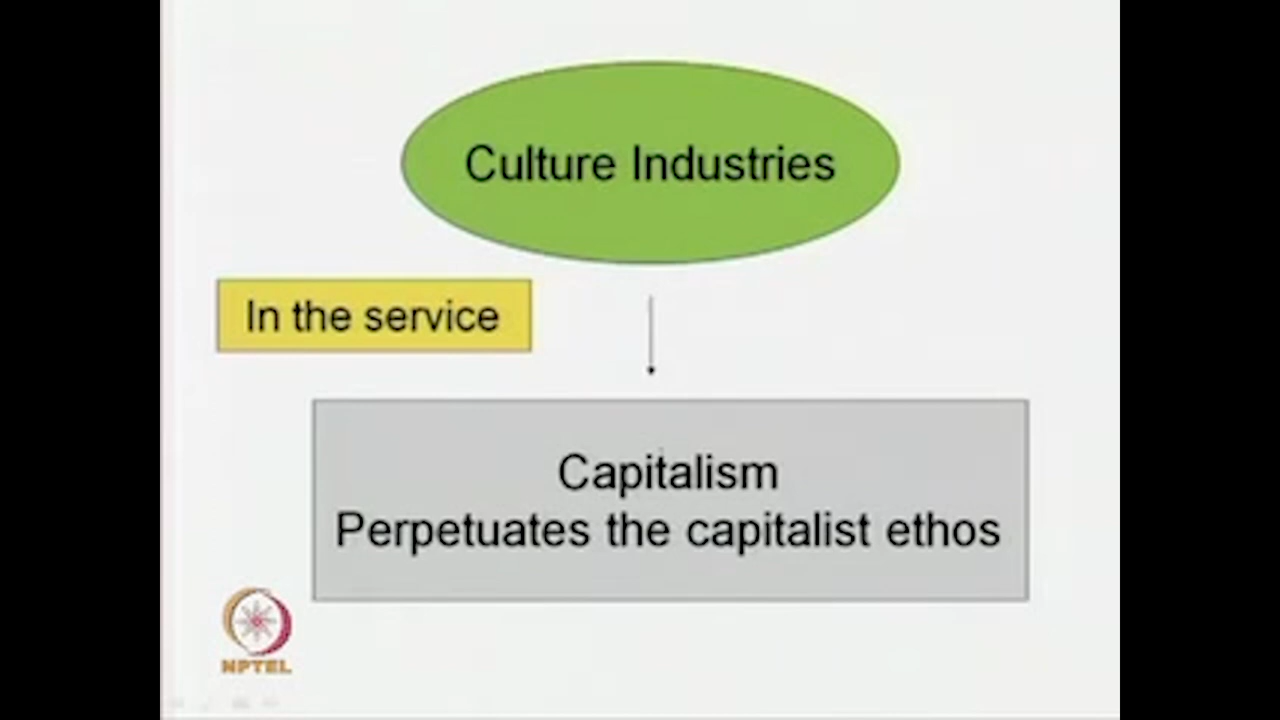 Culture Industries
In the service
Capitalism
Perpetuates the capitalist ethos
NPTEL